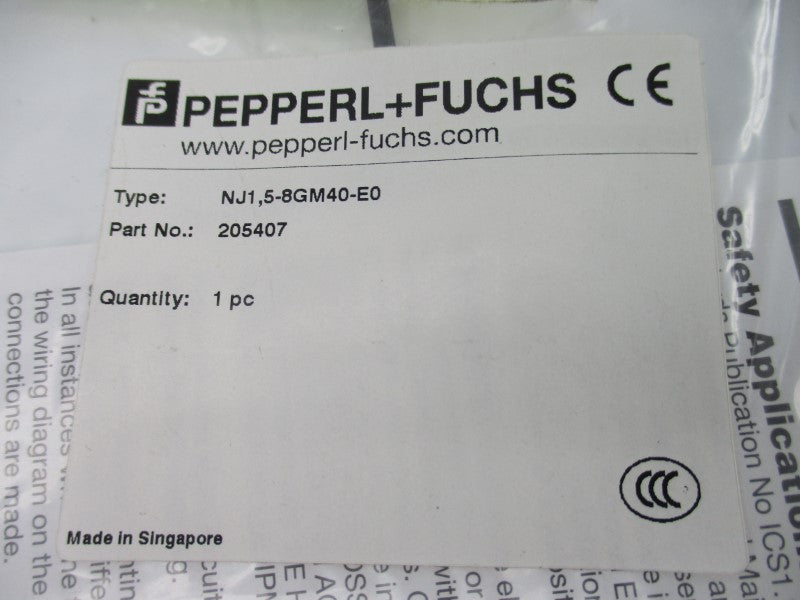 PEPPERL+FUCHS CE
www.pepperl-fuchs.com
Type: NJ1,5-8GM40-E0
Part No.: 205407
Quantity: 1 pc
CCC
Made in Singapore
In all instances
the wiring diagram on the
connections are made.
Safety Application
Publication No ICS1.